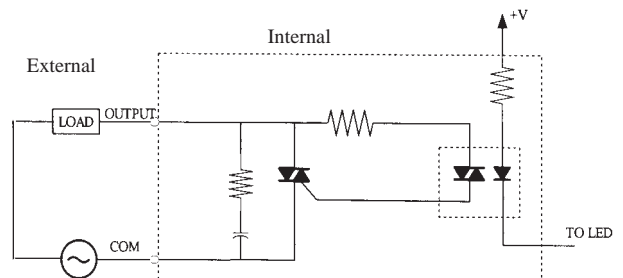 +V
Internal
External
LOAD
OUTPUT
COM
TO LED